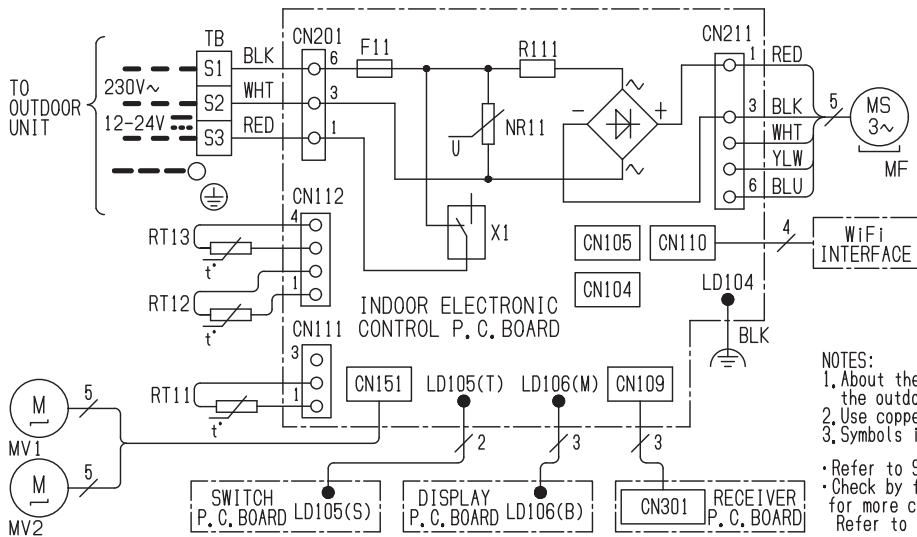 TO
OUTDOOR
UNIT
230V~
12-24V
TB
S1
S2
S3
BLK
WHT
RED
CN201
6
3
1
F11
R111
NR11
U
~
-
+
~
X1
CN211
1
3
6
RED
BLK
WHT
YLW
BLU
5
MS
3~
MF
CN112
4
1
RT13
t°
RT12
t°
CN111
3
1
RT11
t°
INDOOR ELECTRONIC
CONTROL P.C.BOARD
CN105
CN110
CN104
4
WiFi
INTERFACE
LD104
BLK
CN151
LD105(T)
LD106(M)
CN109
2
3
3
M
5
MV1
M
5
MV2
SWITCH
P.C.BOARD
LD105(S)
DISPLAY
P.C.BOARD
LD106(B)
CN301
RECEIVER
P.C.BOARD
NOTES:
1. About the
the outdo
2. Use coppe
3. Symbols i
・Refer to S
・Check by t
for more c
Refer to